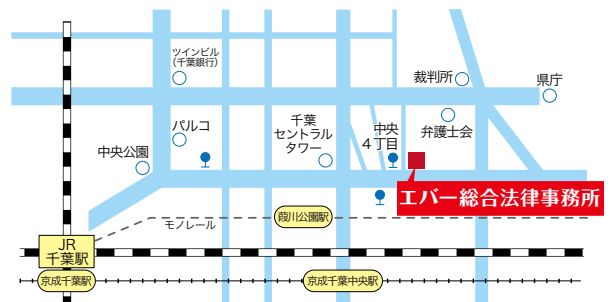 ツインビル
(千葉銀行)
裁判所
県庁
パルコ
千葉
セントラル
タワー
中央
4丁目
弁護士会
中央公園
エバー総合法律事務所
モノレール
葭川公園駅
JR
千葉駅
京成千葉駅
京成千葉中央駅